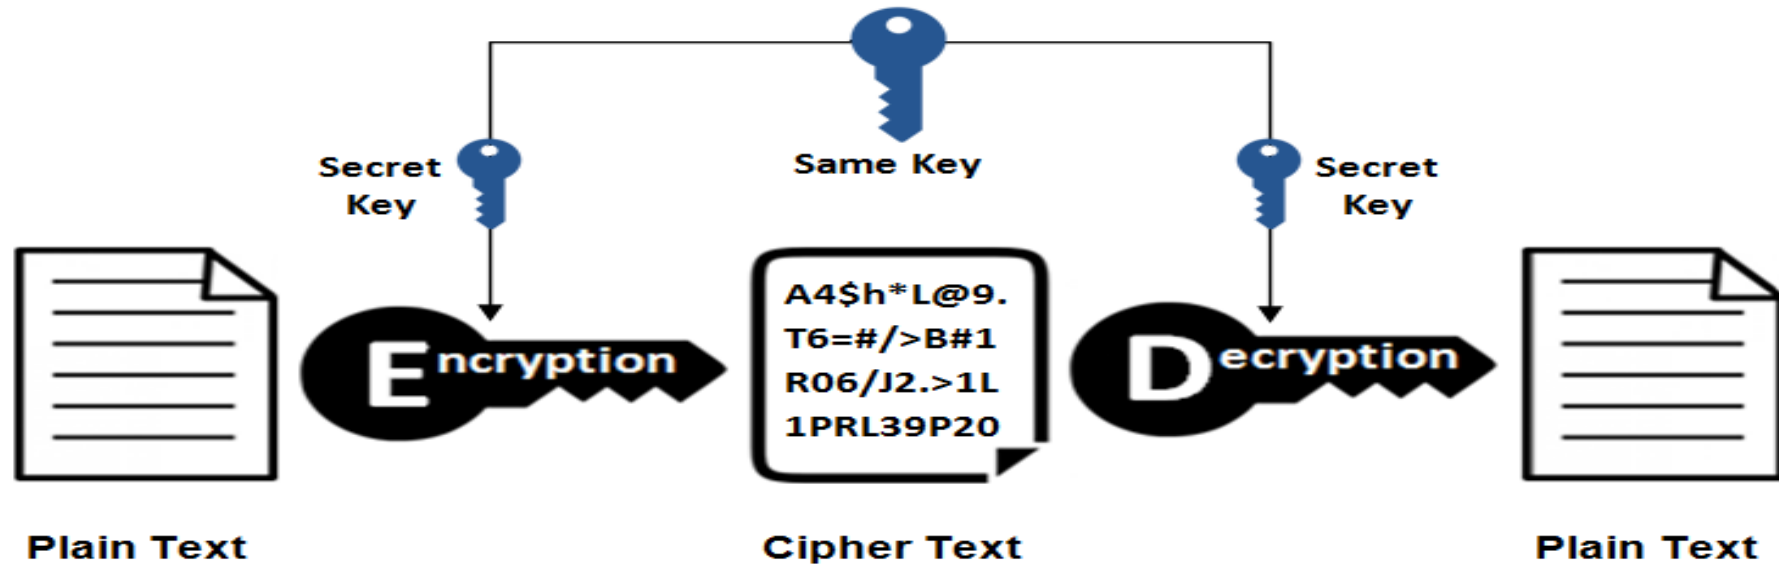 Same Key
Secret
Key
Secret
Key
Encryption
A4$h*L@9.
T6=#/>B#1
R06/J2.>1L
1PRL39P20
Decryption
Plain Text
Cipher Text
Plain Text